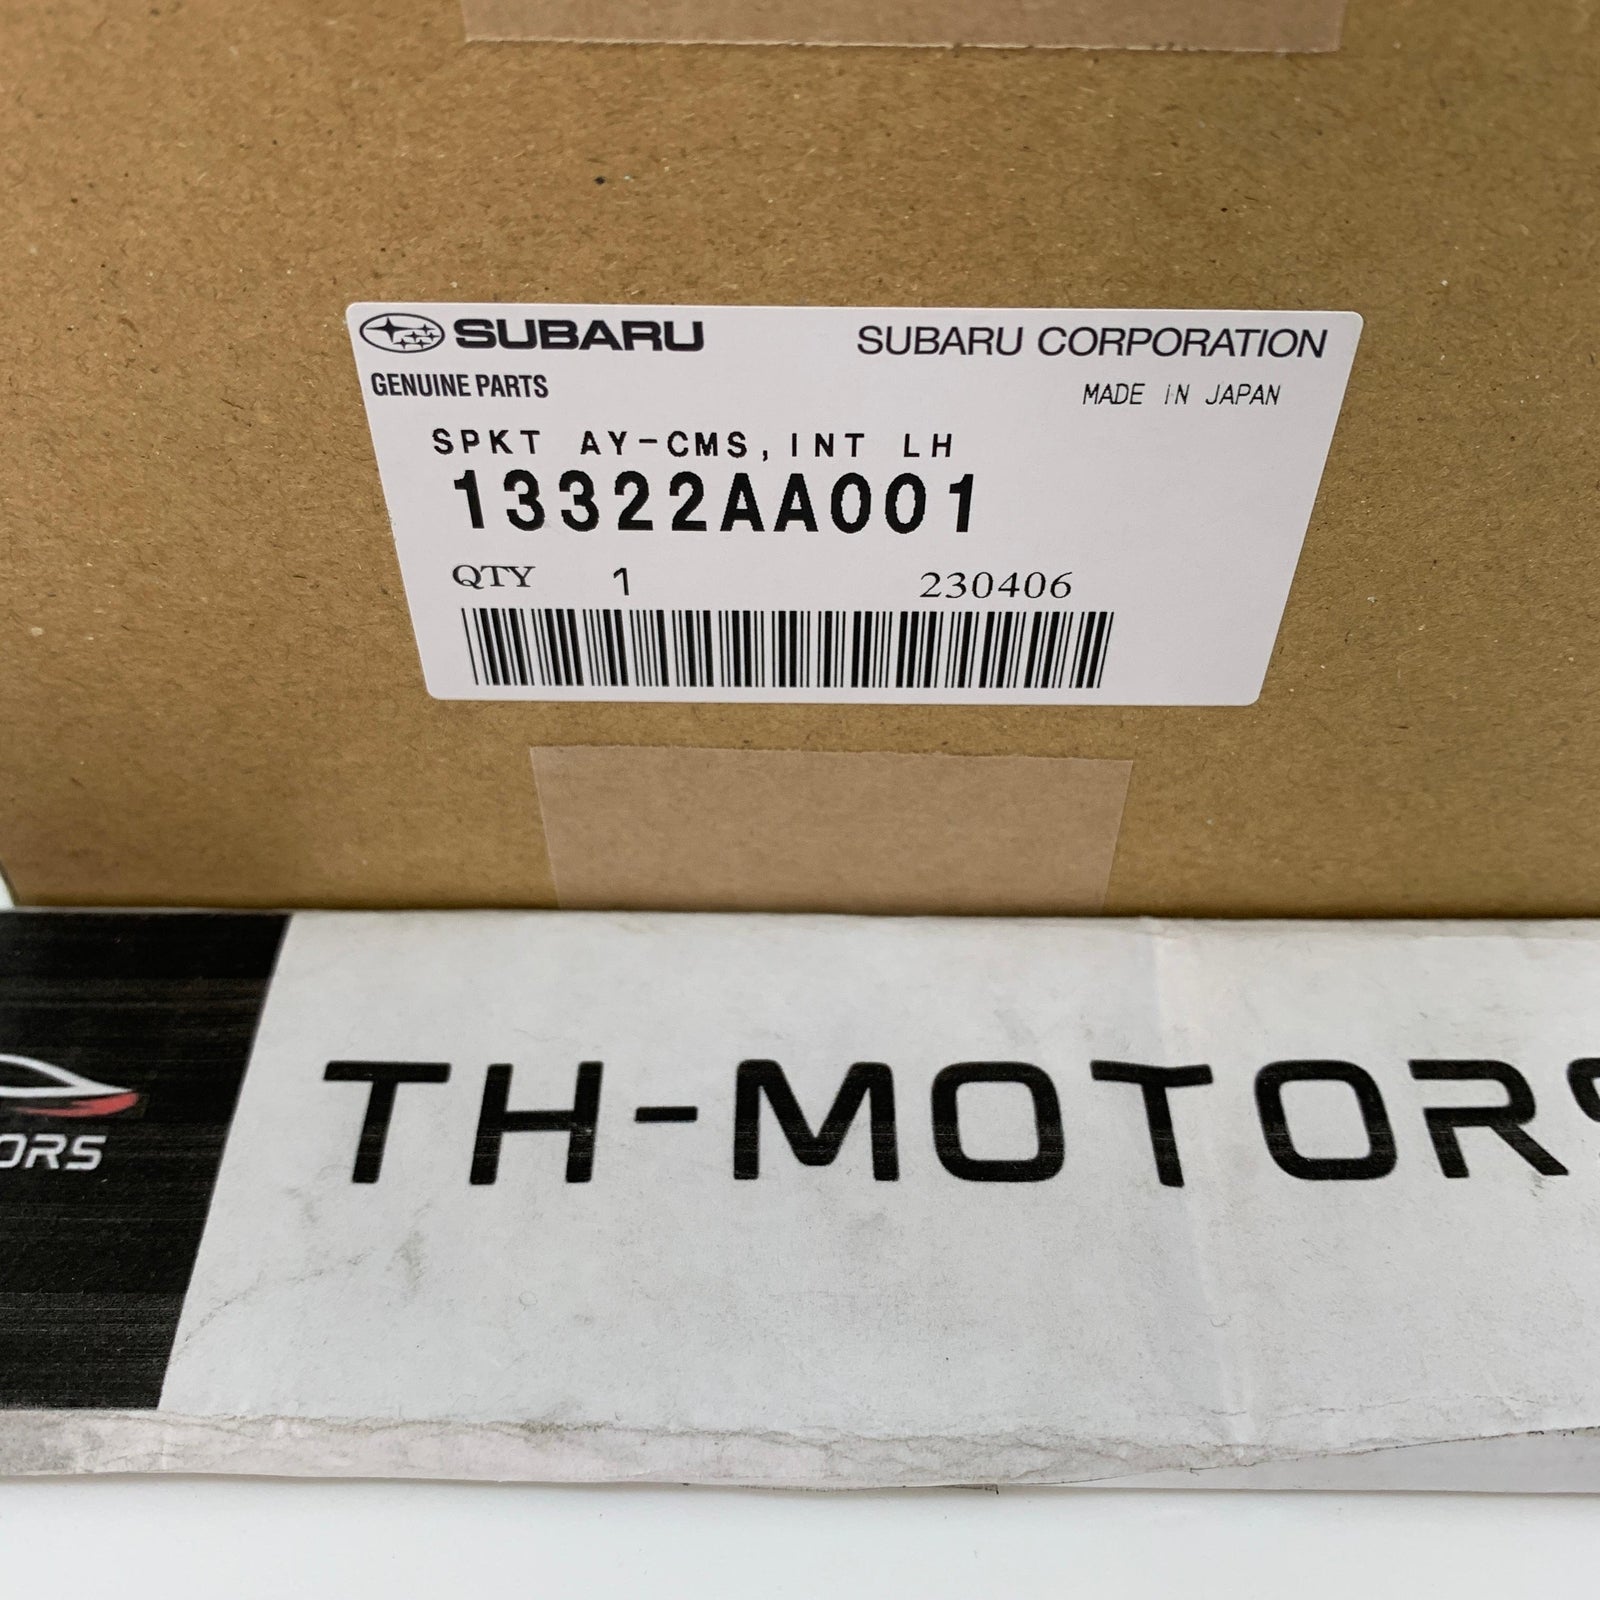 SUBARU
SUBARU CORPORATION
GENUINE PARTS
MADE IN JAPAN
SPKT AY-CMS, INT LH
13322AA001
QTY 1
230406
TH-MOTORS
ORS